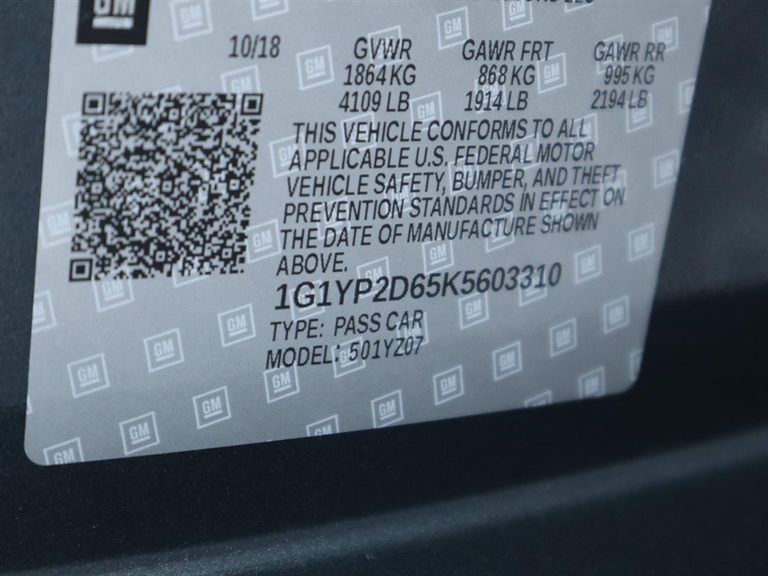 GM
10/18 GVWR GAWR FRT GAWR RR
1864 KG 868 KG 995 KG
4109 LB 1914 LB 2194 LB
THIS VEHICLE CONFORMS TO ALL
APPLICABLE U.S. FEDERAL MOTOR
VEHICLE SAFETY, BUMPER, AND THEFT
PREVENTION STANDARDS IN EFFECT ON
THE DATE OF MANUFACTURE SHOWN
ABOVE.
1G1YP2D65K5603310
TYPE: PASS CAR
MODEL: 501YZ07